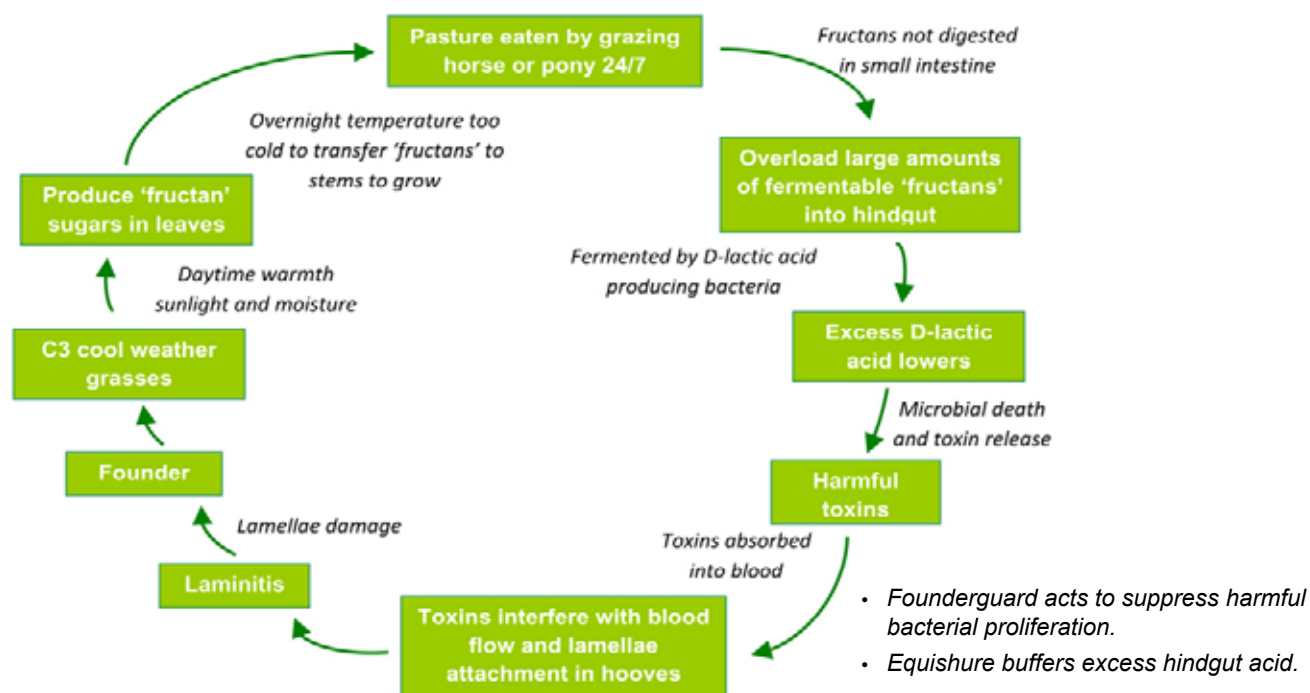 Pasture eaten by grazing
horse or pony 24/7
Fructans not digested
in small intestine
Overload large amounts
of fermentable ‘fructans’
into hindgut
Fermented by D-lactic acid
producing bacteria
Excess D-lactic
acid lowers
Microbial death
and toxin release
Harmful
toxins
Toxins absorbed
into blood
Toxins interfere with blood
flow and lamellae
attachment in hooves
Laminitis
Lamellae damage
Founder
C3 cool weather
grasses
Daytime warmth
sunlight and moisture
Produce ‘fructan’
sugars in leaves
Overnight temperature too
cold to transfer ‘fructans’ to
stems to grow
• Founderguard acts to suppress harmful
bacterial proliferation.
• Equishure buffers excess hindgut acid.